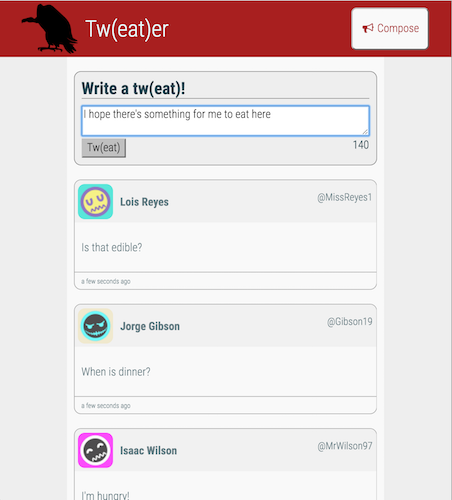 Tw(eat)er
Compose
Write a tw(eat)!
I hope there's something for me to eat here
Tw(eat)
140
Lois Reyes
@MissReyes1
Is that edible?
a few seconds ago
Jorge Gibson
@Gibson19
When is dinner?
a few seconds ago
Isaac Wilson
@MrWilson97
I'm hungry!